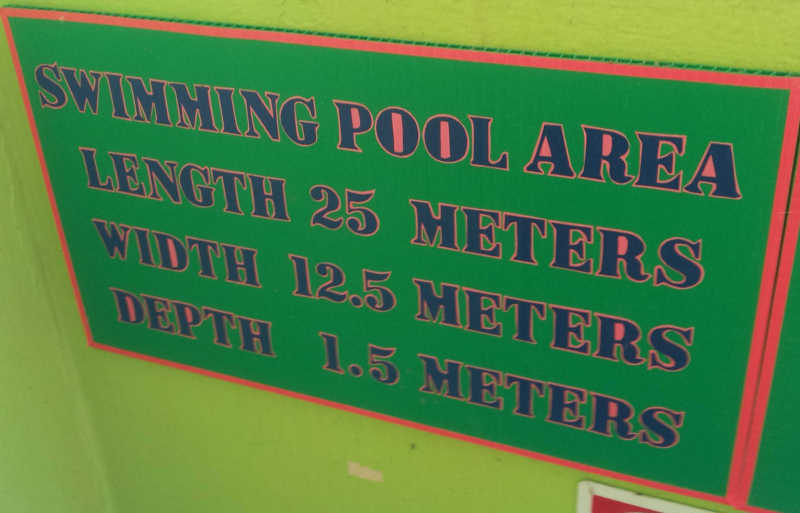 SWIMMING POOL AREA
LENGTH 25 METERS
WIDTH 12.5 METERS
DEPTH 1.5 METERS